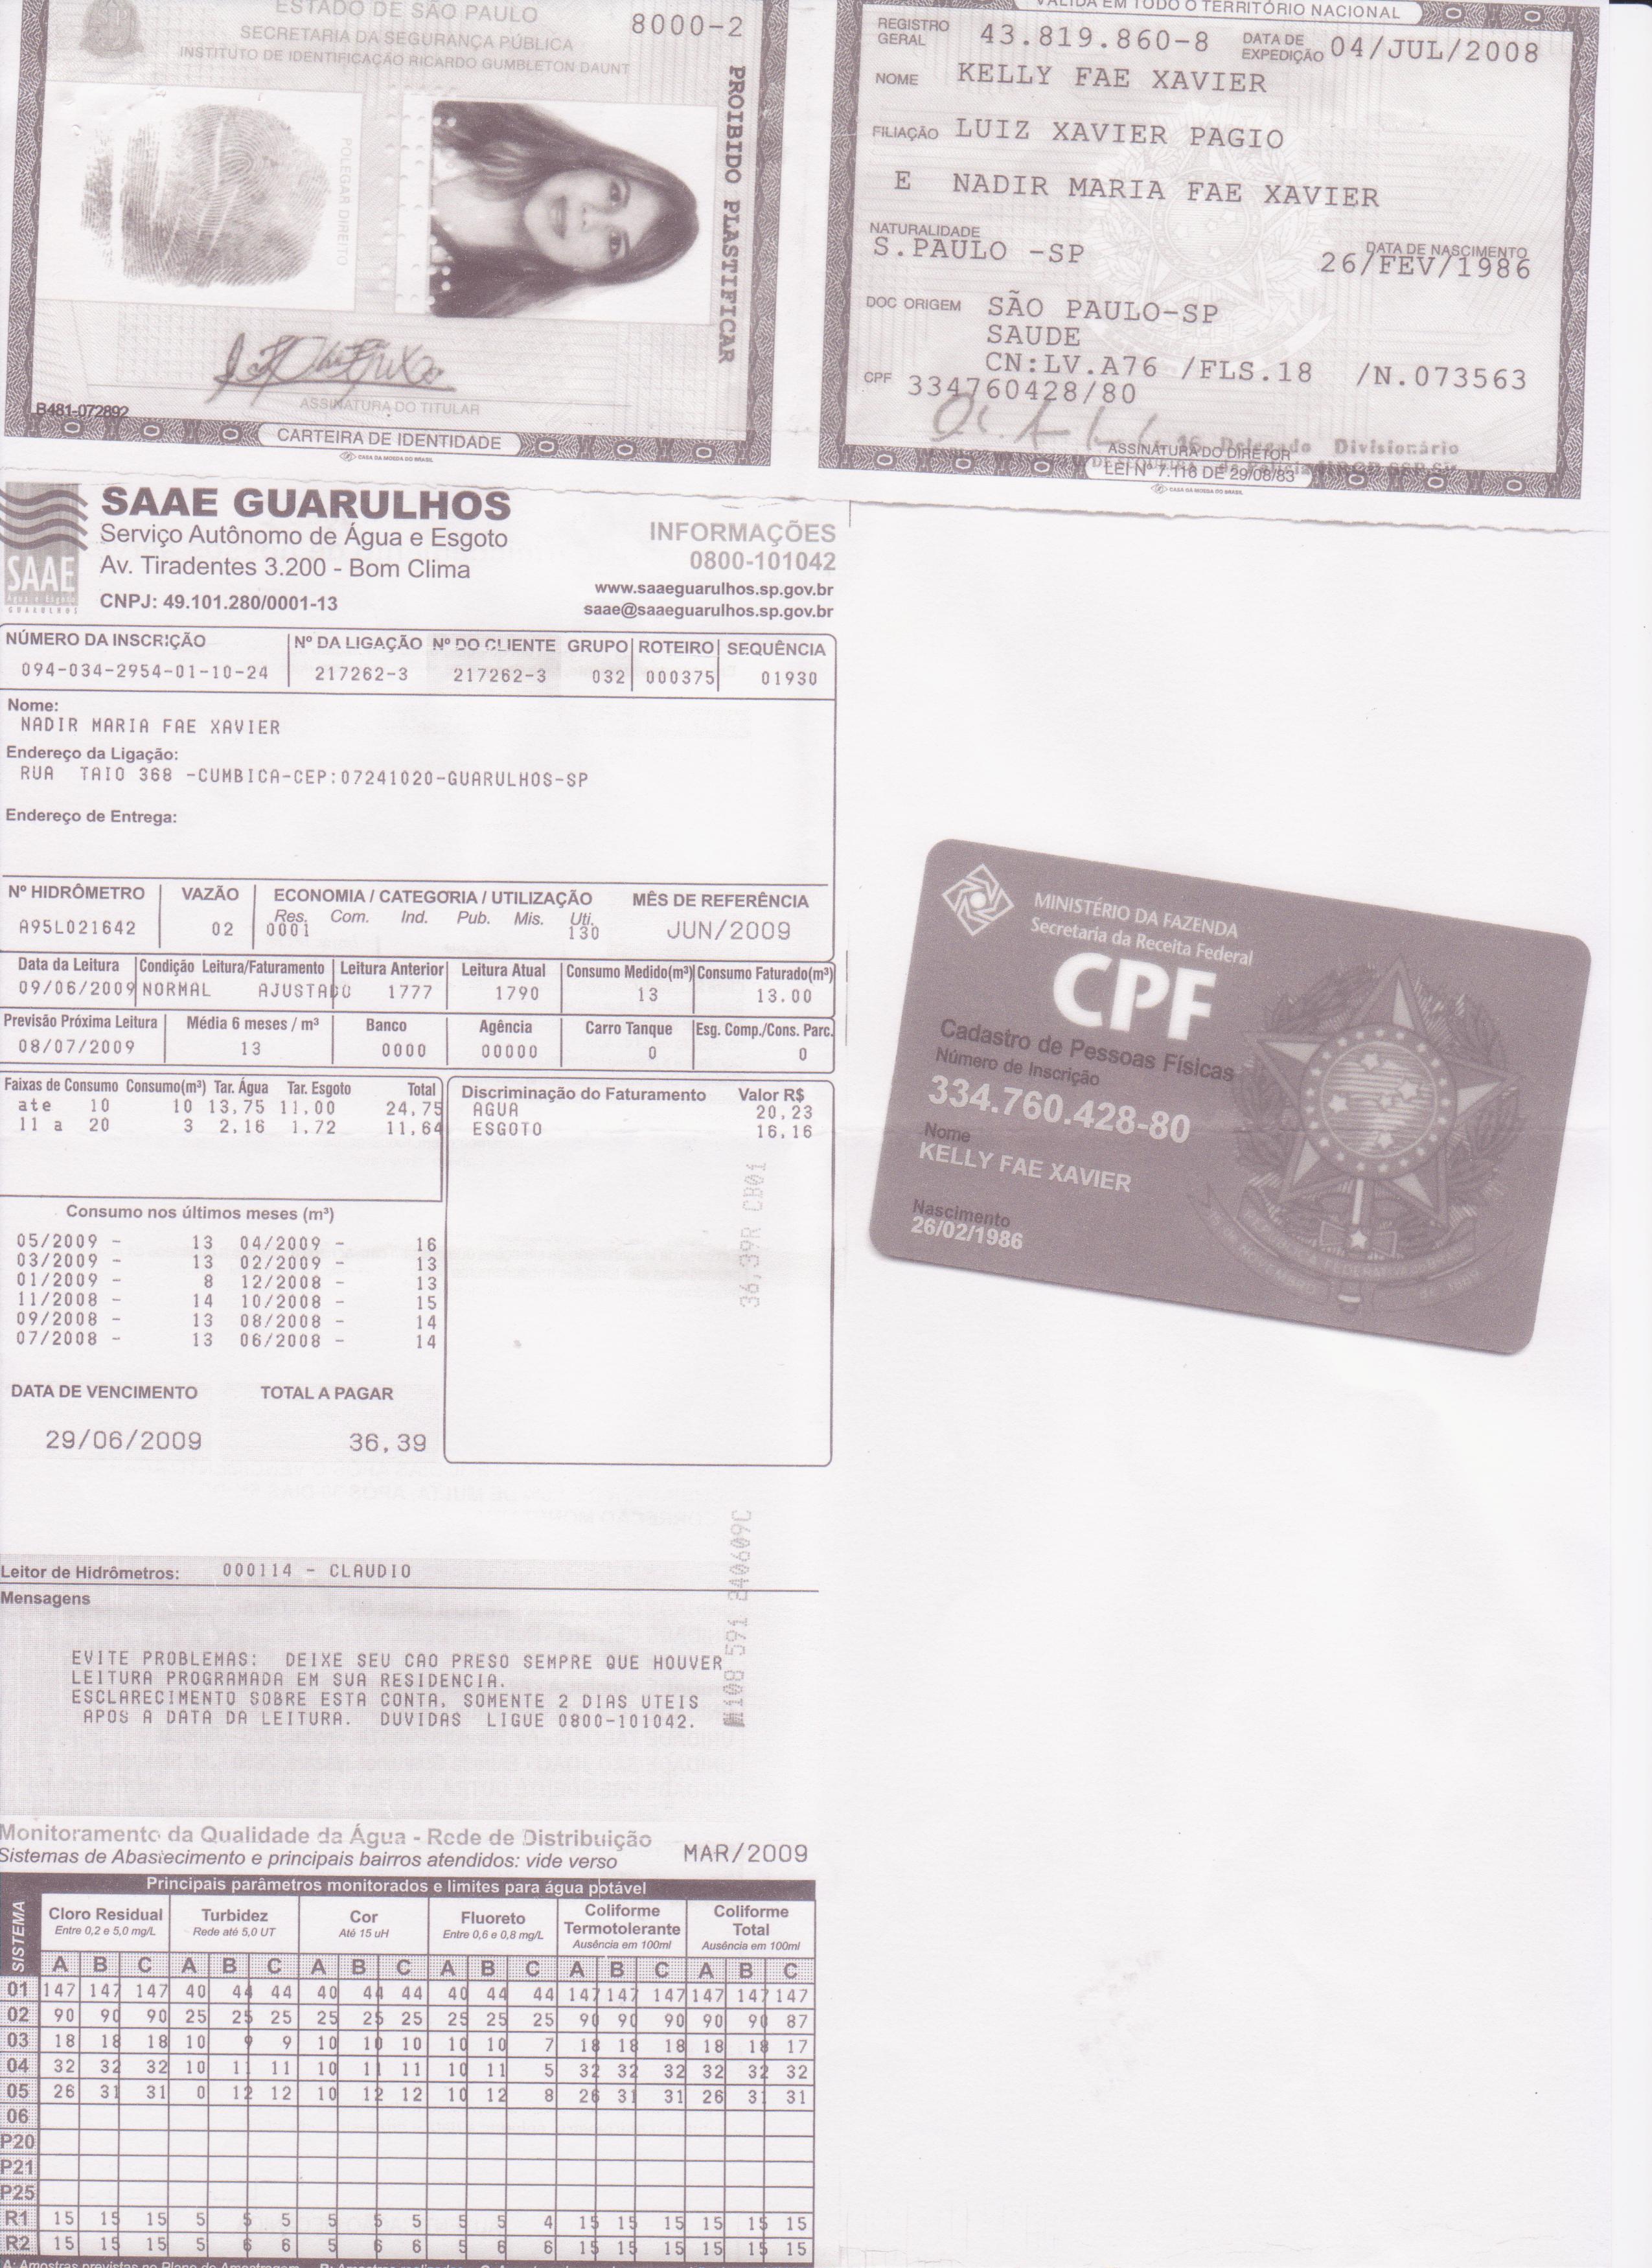 ESTADO DE SÃO PAULO
8000-2
SECRETARIA DA SEGURANÇA PÚBLICA
INSTITUTO DE IDENTIFICAÇÃO RICARDO GUMBLETON DAUNT
POLEGAR DIREITO
PROIBIDO PLASTIFICAR
ASSINATURA DO TITULAR
B481-072892
CARTEIRA DE IDENTIDADE
CASA DA MOEDA DO BRASIL
VÁLIDA EM TODO O TERRITÓRIO NACIONAL
REGISTRO GERAL 43.819.860-8 DATA DE EXPEDIÇÃO 04/JUL/2008
NOME KELLY FAE XAVIER
FILIAÇÃO LUIZ XAVIER PAGIO
E NADIR MARIA FAE XAVIER
NATURALIDADE DATA DE NASCIMENTO
S.PAULO -SP 26/FEV/1986
DOC ORIGEM SÃO PAULO-SP
SAUDE
CN:LV.A76 /FLS.18 /N.073563
CPF 334760428/80
Delegado Divisionário
ASSINATURA DO DIRETOR
LEI Nº 7.116 DE 29/08/83
CASA DA MOEDA DO BRASIL
SAAE GUARULHOS
Serviço Autônomo de Água e Esgoto
Av. Tiradentes 3.200 - Bom Clima
CNPJ: 49.101.280/0001-13
SAAE
GUARULHOS
INFORMAÇÕES
0800-101042
www.saaeguarulhos.sp.gov.br
saae@saaeguarulhos.sp.gov.br
NÚMERO DA INSCRIÇÃO Nº DA LIGAÇÃO Nº DO CLIENTE GRUPO ROTEIRO SEQUÊNCIA
094-034-2954-01-10-24 217262-3 217262-3 032 000375 01930
Nome:
NADIR MARIA FAE XAVIER
Endereço da Ligação:
RUA TAIO 368 -CUMBICA-CEP:07241020-GUARULHOS-SP
Endereço de Entrega:
Nº HIDRÔMETRO VAZÃO ECONOMIA / CATEGORIA / UTILIZAÇÃO MÊS DE REFERÊNCIA
Res. Com. Ind. Pub. Mis. Uti.
A95L021642 02 0001 130 JUN/2009
Data da Leitura Condição Leitura/Faturamento Leitura Anterior Leitura Atual Consumo Medido(m³) Consumo Faturado(m³)
09/06/2009 NORMAL AJUSTADO 1777 1790 13 13.00
Previsão Próxima Leitura Média 6 meses / m³ Banco Agência Carro Tanque Esg. Comp./Cons. Parc.
08/07/2009 13 0000 00000 0 0
Faixas de Consumo Consumo(m³) Tar. Água Tar. Esgoto Total
ate 10 10 13,75 11,00 24,75
11 a 20 3 2,16 1,72 11,64
Discriminação do Faturamento Valor R$
AGUA 20,23
ESGOTO 16,16
36,39R CB01
Consumo nos últimos meses (m³)
05/2009 - 13 04/2009 - 16
03/2009 - 13 02/2009 - 13
01/2009 - 8 12/2008 - 13
11/2008 - 14 10/2008 - 15
09/2008 - 13 08/2008 - 14
07/2008 - 13 06/2008 - 14
DATA DE VENCIMENTO TOTAL A PAGAR
29/06/2009 36,39
Leitor de Hidrômetros: 000114 - CLAUDIO
Mensagens
EVITE PROBLEMAS: DEIXE SEU CAO PRESO SEMPRE QUE HOUVER
LEITURA PROGRAMADA EM SUA RESIDENCIA.
ESCLARECIMENTO SOBRE ESTA CONTA, SOMENTE 2 DIAS UTEIS
APOS A DATA DA LEITURA. DUVIDAS LIGUE 0800-101042.
591 240609C
Monitoramento da Qualidade da Água - Rede de Distribuição
MAR/2009
Sistemas de Abastecimento e principais bairros atendidos: vide verso
Principais parâmetros monitorados e limites para água potável
SISTEMA
Cloro Residual Turbidez Cor Fluoreto Coliforme Termotolerante Coliforme Total
Entre 0,2 e 5,0 mg/L Rede até 5,0 UT Até 15 uH Entre 0,6 e 0,8 mg/L Ausência em 100ml Ausência em 100ml
A B C A B C A B C A B C A B C A B C
01 147 147 147 40 44 44 40 44 44 40 44 44 147 147 147 147 147 147
02 90 90 90 25 25 25 25 25 25 25 25 25 90 90 90 90 90 87
03 18 18 18 10 9 9 10 10 10 10 10 7 18 18 18 18 18 17
04 32 32 32 10 11 11 10 11 11 10 11 5 32 32 32 32 32 32
05 26 31 31 0 12 12 10 12 12 10 12 8 26 31 31 26 31 31
06
P20
P21
P25
R1 15 15 15 5 5 5 5 5 5 5 5 4 15 15 15 15 15 15
R2 15 15 15 5 6 6 5 6 6 5 6 6 15 15 15 15 15 15
MINISTÉRIO DA FAZENDA
Secretaria da Receita Federal
CPF
Cadastro de Pessoas Físicas
Número de Inscrição
334.760.428-80
Nome
KELLY FAE XAVIER
Nascimento
26/02/1986